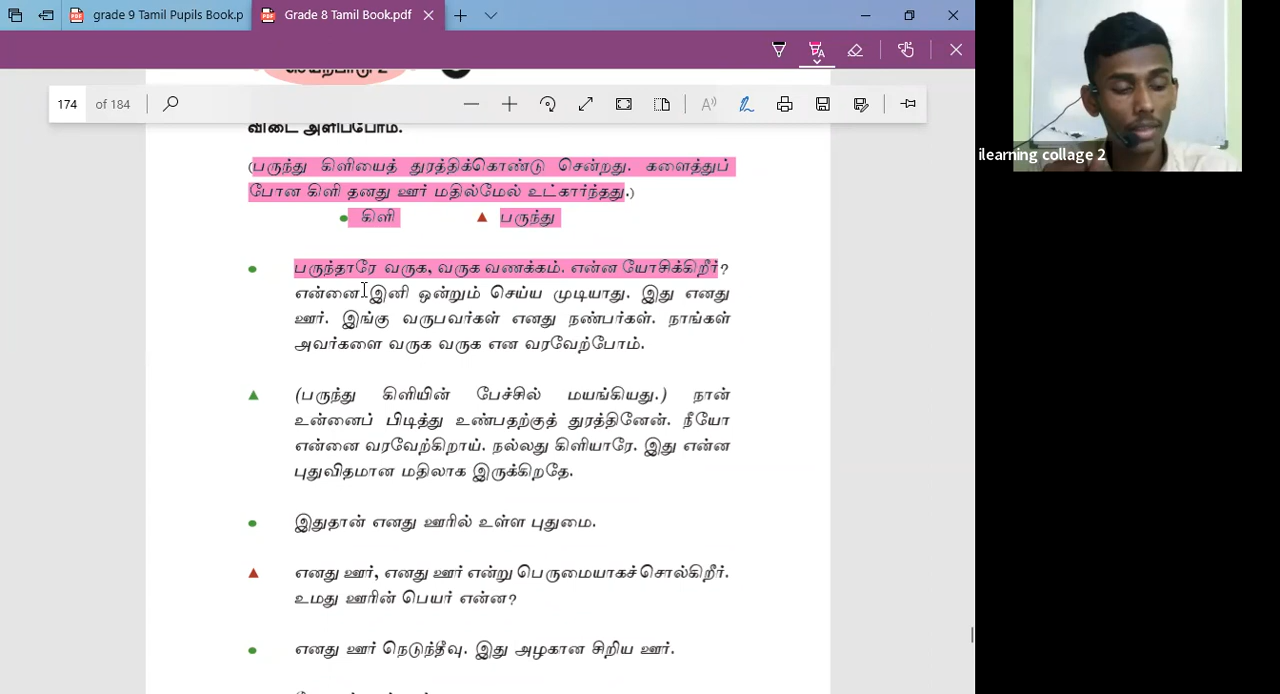 grade 9 Tamil Pupils Book.p
Grade 8 Tamil Book.pdf
செயற்பாடு 2
174 of 184
விடை அளிப்போம்.
(பருந்து கிளியைத் துரத்திக்கொண்டு சென்றது. களைத்துப்
போன கிளி தனது ஊர் மதில்மேல் உட்கார்ந்தது.)
கிளி பருந்து
பருந்தாரே வருக, வருக வணக்கம். என்ன யோசிக்கிறீர்?
என்னை இனி ஒன்றும் செய்ய முடியாது. இது எனது
ஊர். இங்கு வருபவர்கள் எனது நண்பர்கள். நாங்கள்
அவர்களை வருக வருக என வரவேற்போம்.
(பருந்து கிளியின் பேச்சில் மயங்கியது.) நான்
உன்னைப் பிடித்து உண்பதற்குத் துரத்தினேன். நீயோ
என்னை வரவேற்கிறாய். நல்லது கிளியாரே. இது என்ன
புதுவிதமான மதிலாக இருக்கிறதே.
இதுதான் எனது ஊரில் உள்ள புதுமை.
எனது ஊர், எனது ஊர் என்று பெருமையாகச் சொல்கிறீர்.
உமது ஊரின் பெயர் என்ன?
எனது ஊர் நெடுந்தீவு. இது அழகான சிறிய ஊர்.
ilearning collage 2